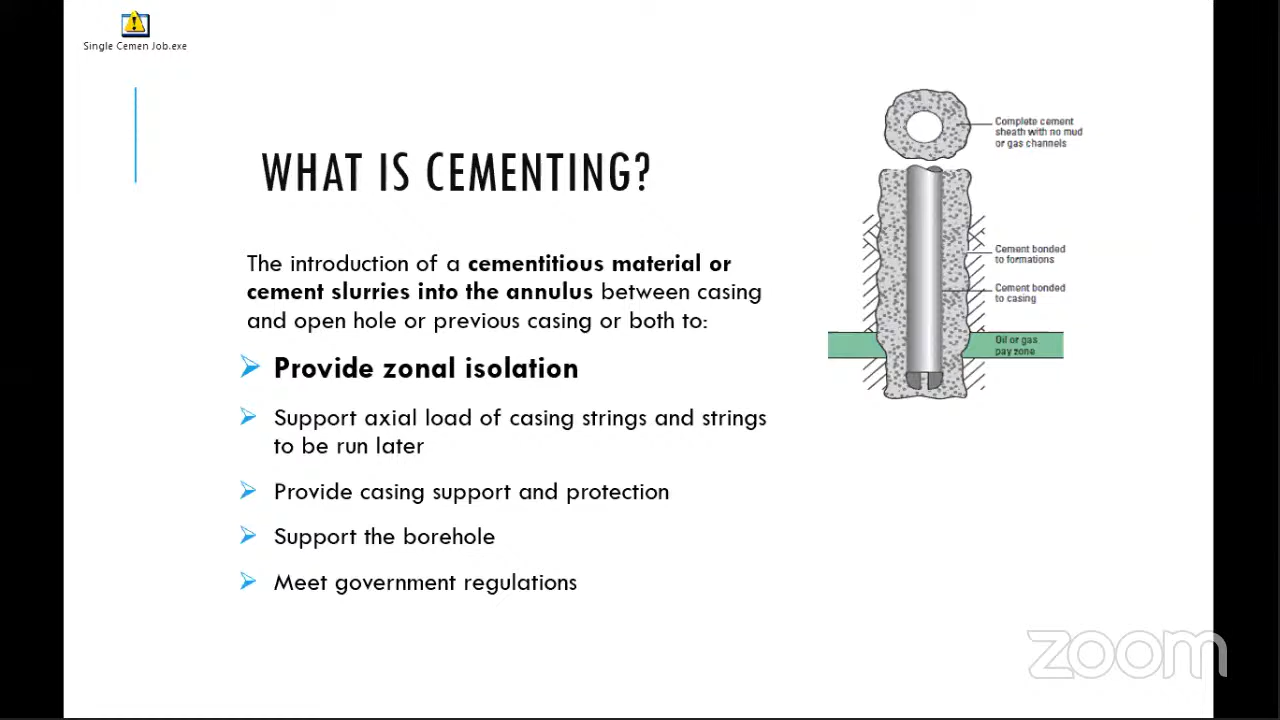 Single Cemen Job.exe
WHAT IS CEMENTING?
The introduction of a cementitious material or
cement slurries into the annulus between casing
and open hole or previous casing or both to:
Provide zonal isolation
Support axial load of casing strings and strings
to be run later
Provide casing support and protection
Support the borehole
Meet government regulations
Complete cement
sheath with no mud
or gas channels
Cement bonded
to formations
Cement bonded
to casing
Oil or gas
pay zone
zoom